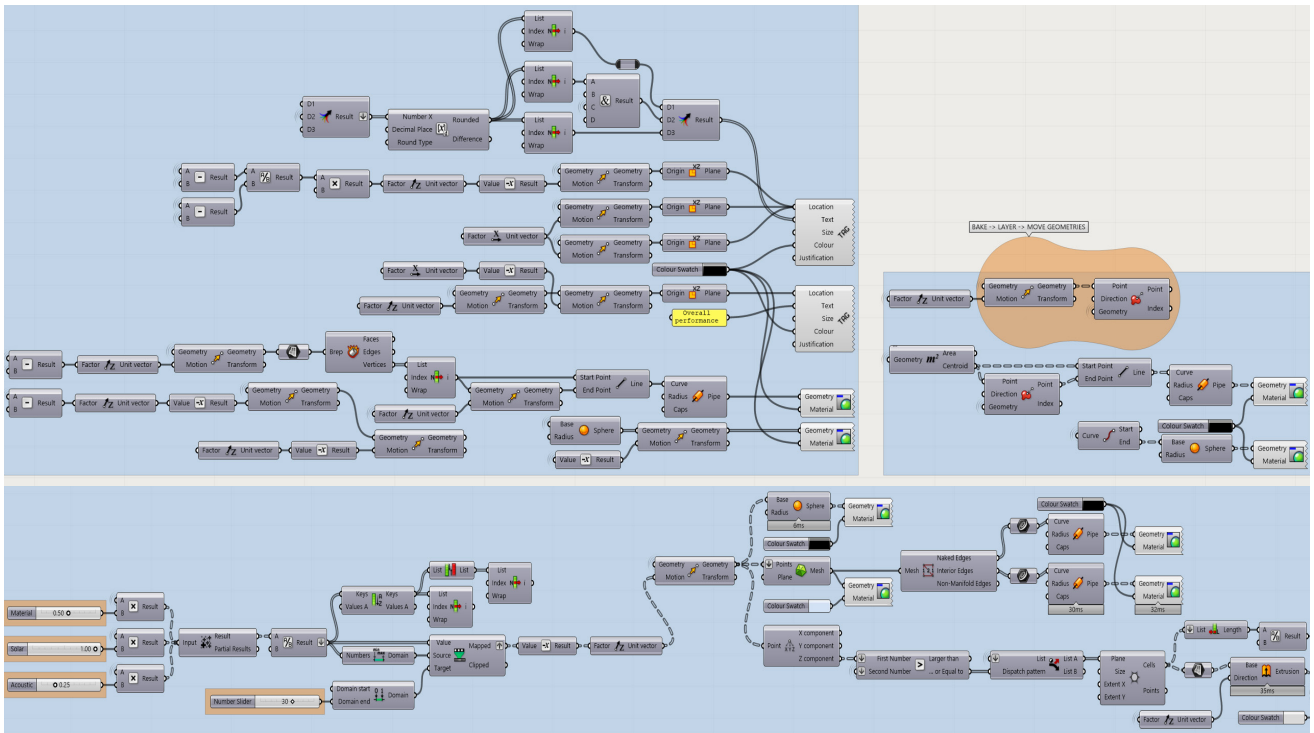 List
Index i
Wrap
List
Index i
Wrap
A
B
C
D
Result
D1
D2 Result
D3
Number X Rounded
Decimal Place
Round Type Difference
List
Index i
Wrap
D1
D2 Result
D3
A
B
Result
A
B
Result
A
B
Result
Factor Unit vector
Value -x Result
Geometry Geometry
Motion Transform
XZ
Origin Plane
A
B
Result
Geometry Geometry
Motion Transform
XZ
Origin Plane
Factor Unit vector
Geometry Geometry
Motion Transform
XZ
Origin Plane
Location
Text
Size TAG
Colour
Justification
Factor Unit vector
Value -x Result
Colour Swatch
Factor Unit vector
Geometry Geometry
Motion Transform
Geometry Geometry
Motion Transform
XZ
Origin Plane
Overall
performance
Location
Text
Size TAG
Colour
Justification
A
B
Result
Factor Unit vector
Geometry Geometry
Motion Transform
Brep Faces
Edges
Vertices
List
Index i
Wrap
A
B
Result
Factor Unit vector
Value -x Result
Geometry Geometry
Motion Transform
Factor Unit vector
Geometry Geometry
Motion Transform
Start Point
End Point Line
Curve
Radius Pipe
Caps
Geometry
Material
Factor Unit vector
Value -x Result
Geometry Geometry
Motion Transform
Base
Radius Sphere
Value -x Result
Geometry Geometry
Motion Transform
Geometry
Material
BAKE -> LAYER -> MOVE GEOMETRIES
Factor Unit vector
Geometry Geometry
Motion Transform
Point Point
Direction
Geometry Index
Geometry m² Area
Centroid
Point Point
Direction
Geometry Index
Start Point
End Point Line
Curve
Radius Pipe
Caps
Geometry
Material
Colour Swatch
Curve Start
End
Base
Radius Sphere
Geometry
Material
Material 0.50
A
B
Result
Solar 1.00
A
B
Result
Acoustic 0.25
A
B
Result
Input Result
Partial Results
A
B
Result
Keys Keys
Values A Values A
List List
List
Index i
Wrap
List
Index i
Wrap
Numbers Domain
Number Slider 30
Domain start
Domain end Domain
Value Mapped
Source
Target Clipped
Value -x Result
Factor Unit vector
Geometry Geometry
Motion Transform
Base
Radius Sphere
6ms
Geometry
Material
Colour Swatch
Points
Plane Mesh
Colour Swatch
Geometry
Material
Mesh Naked Edges
Interior Edges
Non-Manifold Edges
Colour Swatch
Curve
Radius Pipe
Caps
Geometry
Material
Curve
Radius Pipe
Caps
30ms
Geometry
Material
32ms
Point X component
Y component
Z component
First Number Larger than
Second Number ... or Equal to
List List A
Dispatch pattern List B
Plane Cells
Size
Extent X
Extent Y Points
List Length
A
B
Result
Base
Direction Extrusion
35ms
Factor Unit vector
Colour Swatch